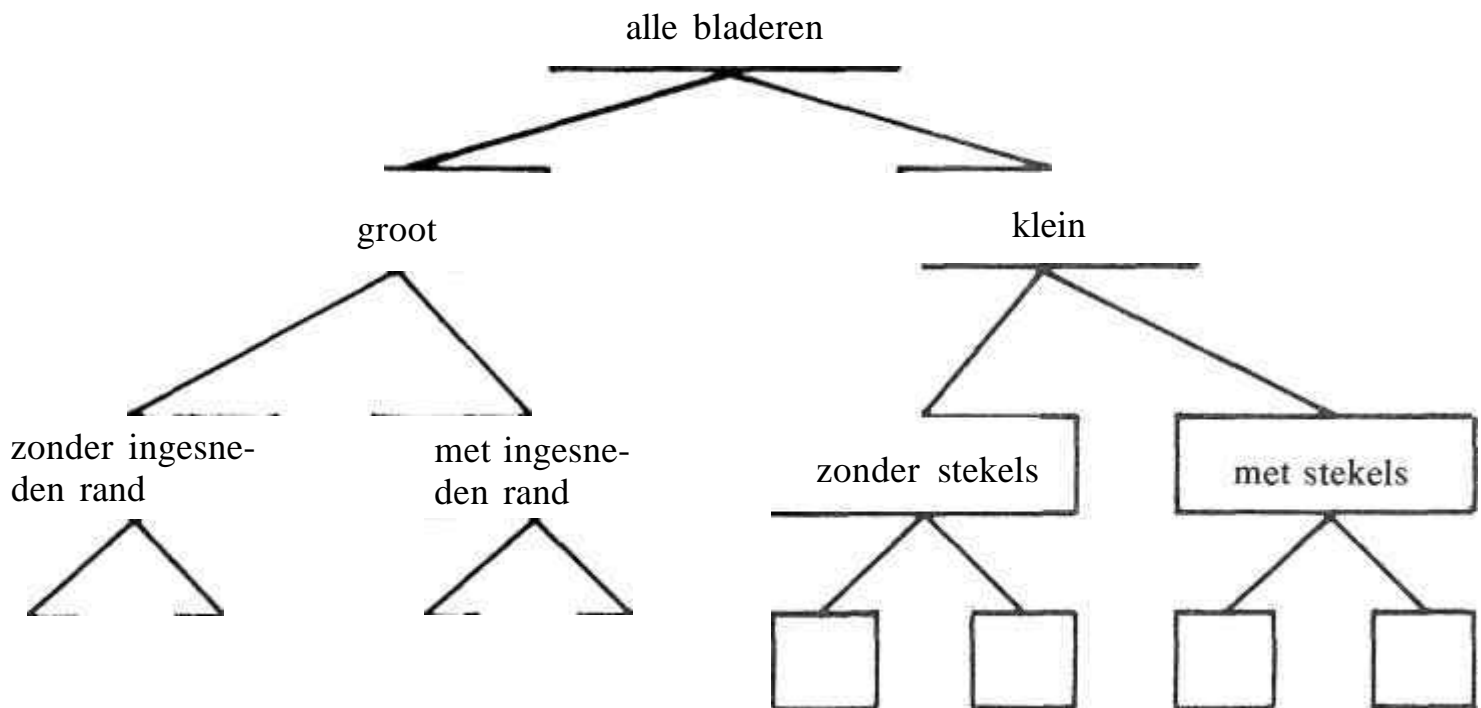 alle bladeren
groot
klein
zonder ingesne-
den rand
met ingesne-
den rand
zonder stekels
met stekels